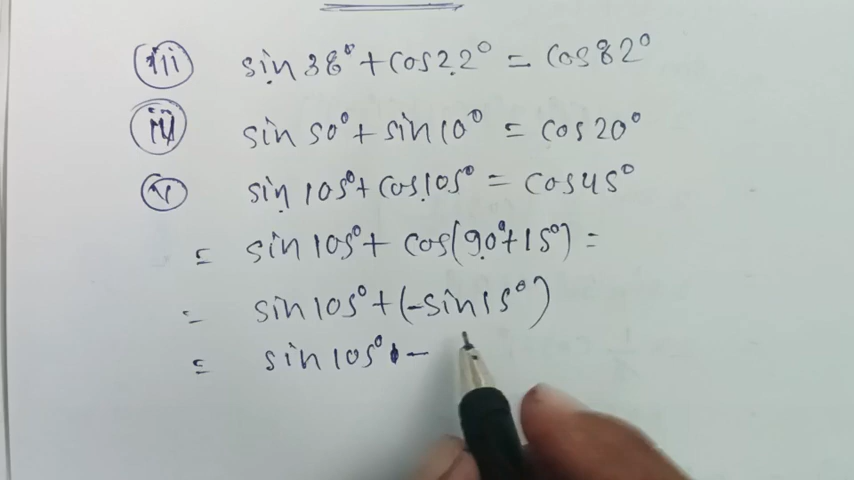 (iii) sin 38° + cos 22° = cos 82°
(iv) sin 50° + sin 10° = cos 20°
(v) sin 105° + cos 105° = cos 45°
= sin 105° + cos(90° + 15°) =
= sin 105° + (-sin 15°)
= sin 105° -